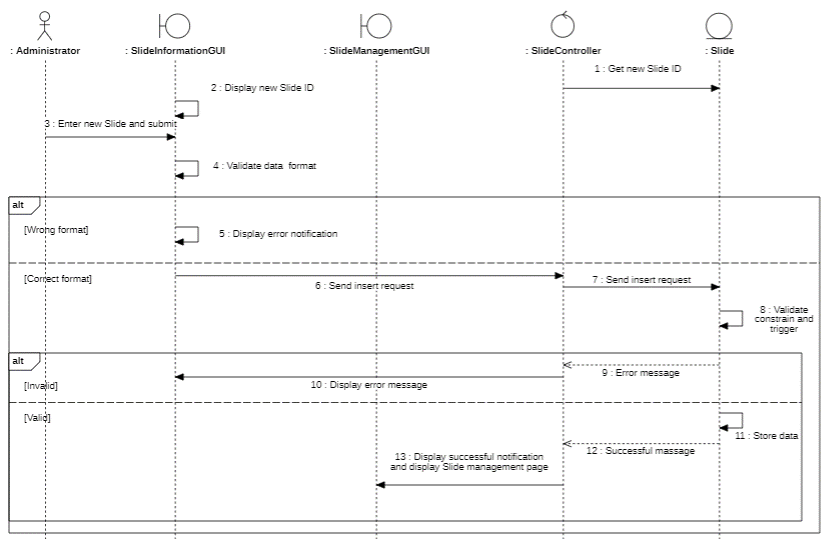 : Administrator
: SlideInformationGUI
: SlideManagementGUI
: SlideController
: Slide
1 : Get new Slide ID
2 : Display new Slide ID
3 : Enter new Slide and submit
4 : Validate data format
alt
[Wrong format]
5 : Display error notification
[Correct format]
6 : Send insert request
7 : Send insert request
8 : Validate
constrain and
trigger
alt
9 : Error message
[Invalid]
10 : Display error message
[Valid]
11 : Store data
12 : Successful massage
13 : Display successful notification
and display Slide management page